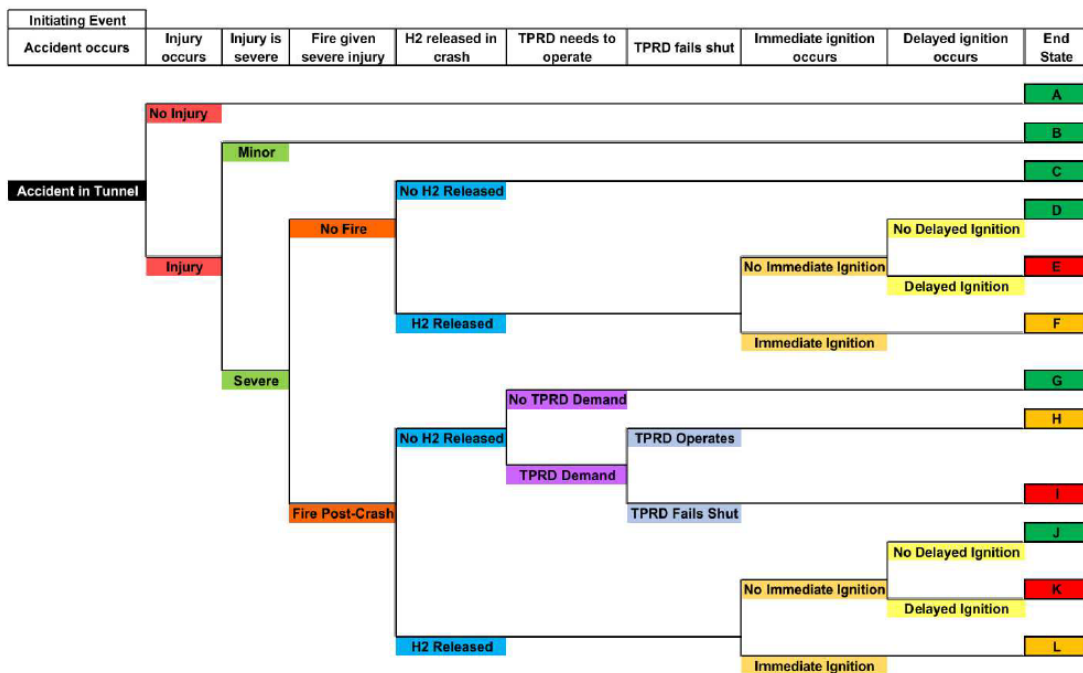 Initiating Event
Accident occurs
Injury occurs
Injury is severe
Fire given severe injury
H2 released in crash
TPRD needs to operate
TPRD fails shut
Immediate ignition occurs
Delayed ignition occurs
End State
A
No Injury
B
Minor
C
Accident in Tunnel
No H2 Released
D
No Fire
No Delayed Ignition
E
Injury
No Immediate Ignition
Delayed Ignition
F
H2 Released
Immediate Ignition
G
Severe
No TPRD Demand
H
No H2 Released
TPRD Operates
TPRD Demand
I
Fire Post-Crash
TPRD Fails Shut
J
No Delayed Ignition
K
No Immediate Ignition
Delayed Ignition
L
H2 Released
Immediate Ignition